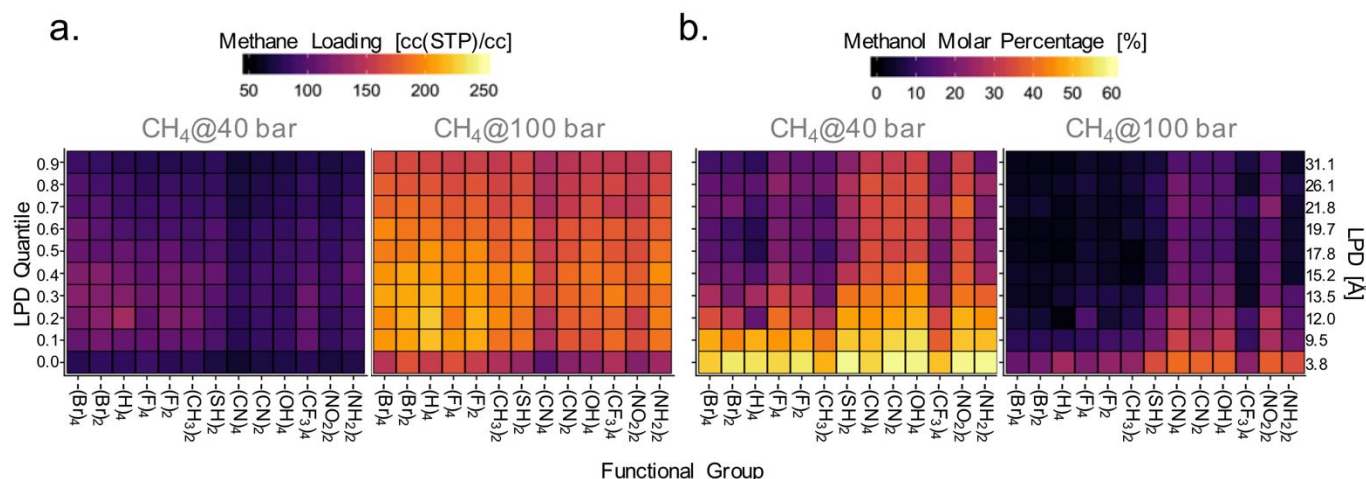 a.
Methane Loading [cc(STP)/cc]
50 100 150 200 250
b.
Methanol Molar Percentage [%]
0 10 20 30 40 50 60
CH₄@40 bar
CH₄@100 bar
CH₄@40 bar
CH₄@100 bar
LPD Quantile
0.9
0.8
0.7
0.6
0.5
0.4
0.3
0.2
0.1
0.0
31.1
26.1
21.8
19.7
17.8
15.2
13.5
12.0
9.5
3.8
LPD [Å]
-(Br)₄ -(Br)₂ -(H)₄ -(F)₄ -(F)₂ -(CH₃)₂ -(SH)₂ -(CN)₄ -(CN)₂ -(OH)₄ -(CF₃)₄ -(NO₂)₂ -(NH₂)₂
-(Br)₄ -(Br)₂ -(H)₄ -(F)₄ -(F)₂ -(CH₃)₂ -(SH)₂ -(CN)₄ -(CN)₂ -(OH)₄ -(CF₃)₄ -(NO₂)₂ -(NH₂)₂
-(Br)₄ -(Br)₂ -(H)₄ -(F)₄ -(F)₂ -(CH₃)₂ -(SH)₂ -(CN)₄ -(CN)₂ -(OH)₄ -(CF₃)₄ -(NO₂)₂ -(NH₂)₂
-(Br)₄ -(Br)₂ -(H)₄ -(F)₄ -(F)₂ -(CH₃)₂ -(SH)₂ -(CN)₄ -(CN)₂ -(OH)₄ -(CF₃)₄ -(NO₂)₂ -(NH₂)₂
Functional Group